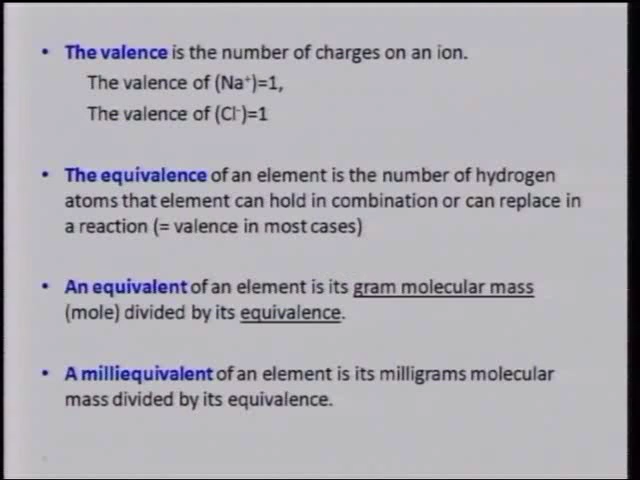 • The valence is the number of charges on an ion.
The valence of (Na⁺)=1,
The valence of (Cl⁻)=1
• The equivalence of an element is the number of hydrogen
atoms that element can hold in combination or can replace in
a reaction (= valence in most cases)
• An equivalent of an element is its gram molecular mass
(mole) divided by its equivalence.
• A milliequivalent of an element is its milligrams molecular
mass divided by its equivalence.